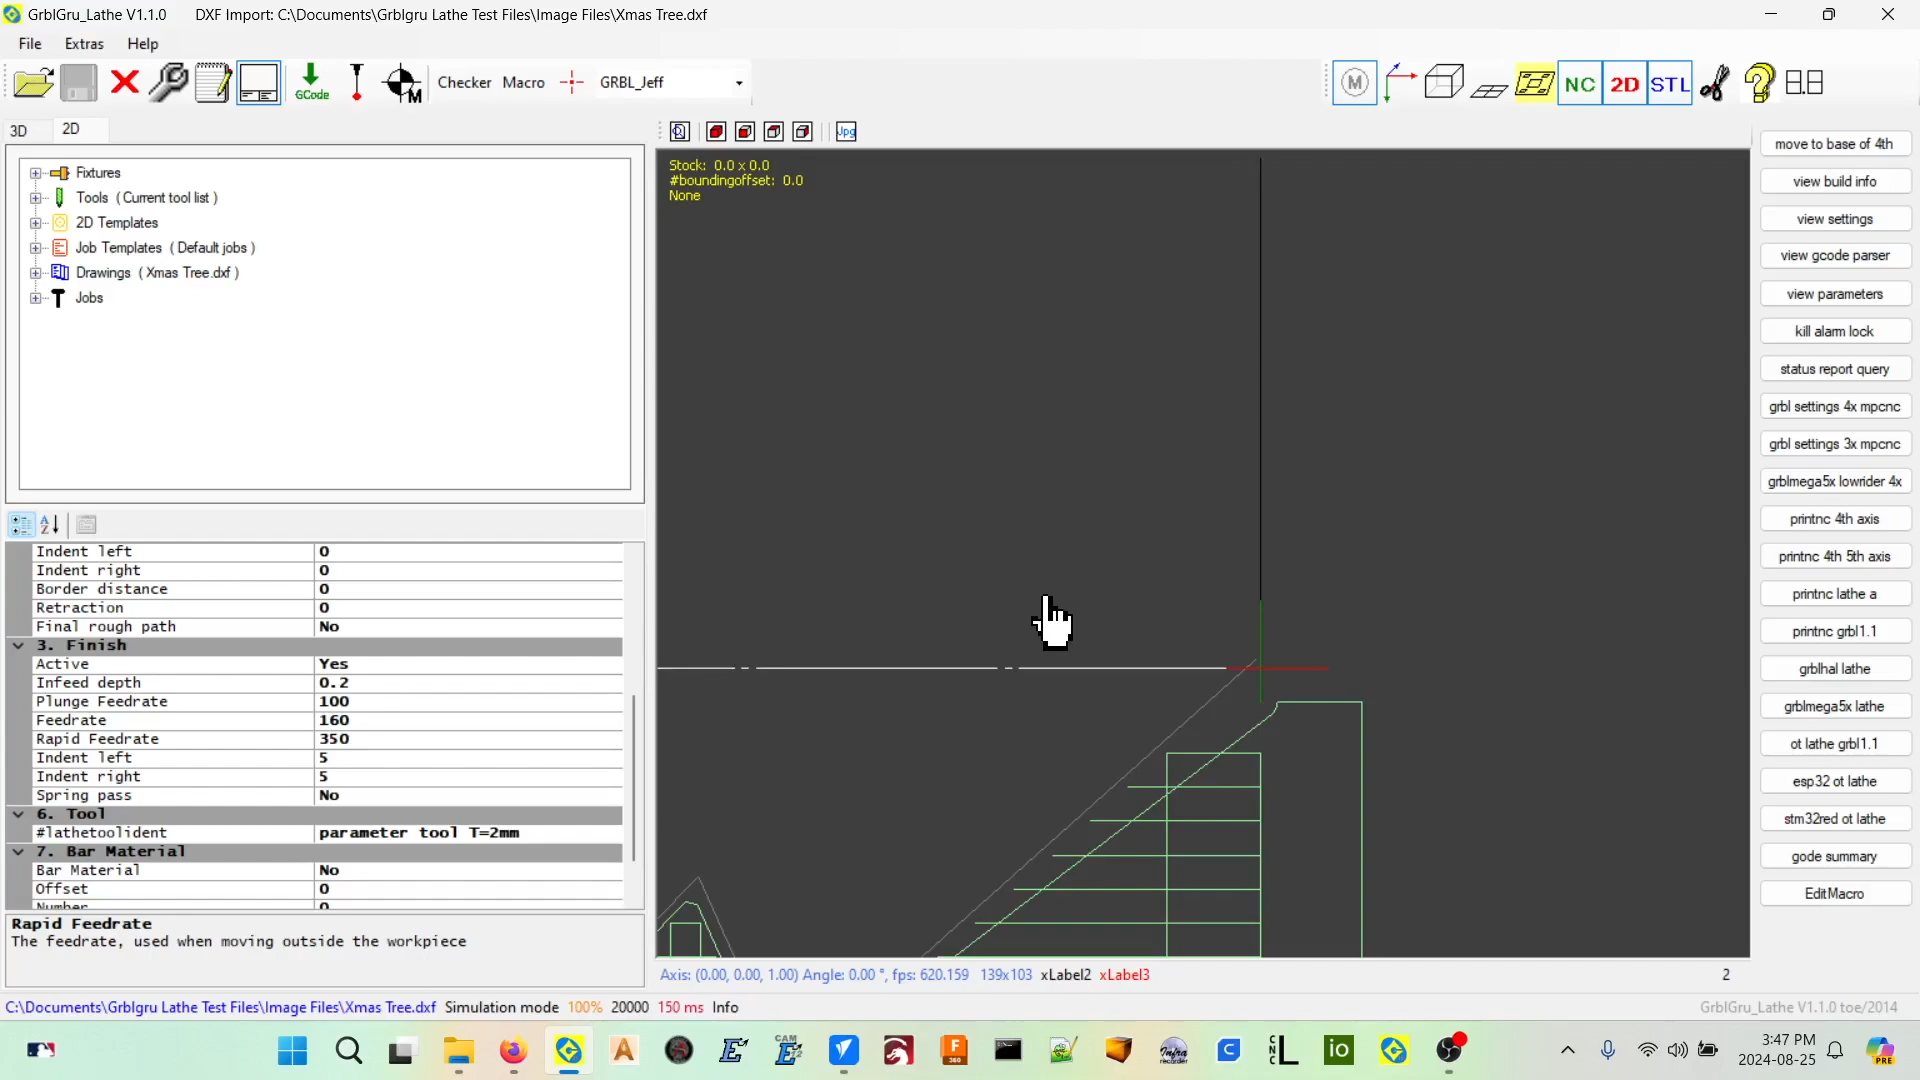 GrblGru_Lathe V1.1.0 DXF Import: C:\Documents\Grblgru Lathe Test Files\Image Files\Xmas Tree.dxf
File Extras Help
GCode M Checker Macro GRBL_Jeff M NC 2D STL
3D 2D Jpg
Fixtures
Tools ( Current tool list )
2D Templates
Job Templates ( Default jobs )
Drawings ( Xmas Tree.dxf )
Jobs
Indent left 0
Indent right 0
Border distance 0
Retraction 0
Final rough path No
3. Finish
Active Yes
Infeed depth 0.2
Plunge Feedrate 100
Feedrate 160
Rapid Feedrate 350
Indent left 5
Indent right 5
Spring pass No
6. Tool
#lathetoolident parameter tool T=2mm
7. Bar Material
Bar Material No
Offset 0
Number 0
Rapid Feedrate
The feedrate, used when moving outside the workpiece
Stock: 0.0 x 0.0
#boundingoffset: 0.0
None
Axis: (0.00, 0.00, 1.00) Angle: 0.00 °, fps: 620.159 139x103 xLabel2 xLabel3 2
move to base of 4th
view build info
view settings
view gcode parser
view parameters
kill alarm lock
status report query
grbl settings 4x mpcnc
grbl settings 3x mpcnc
grblmega5x lowrider 4x
printnc 4th axis
printnc 4th 5th axis
printnc lathe a
printnc grbl1.1
grblhal lathe
grblmega5x lathe
ot lathe grbl1.1
esp32 ot lathe
stm32red ot lathe
gode summary
EditMacro
C:\Documents\Grblgru Lathe Test Files\Image Files\Xmas Tree.dxf Simulation mode 100% 20000 150 ms Info GrblGru_Lathe V1.1.0 toe/2014
3:47 PM
2024-08-25